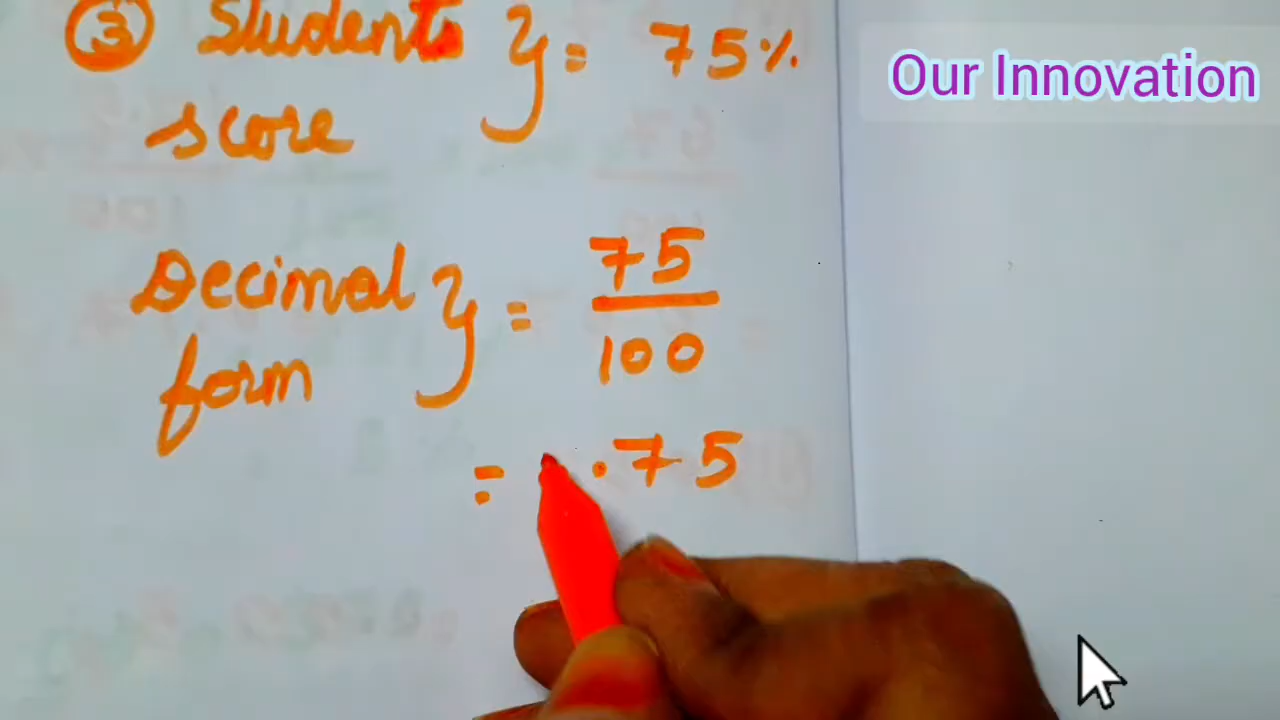 ③ Students } = 75%
score
Our Innovation
Decimal } = 75/100
form
= .75